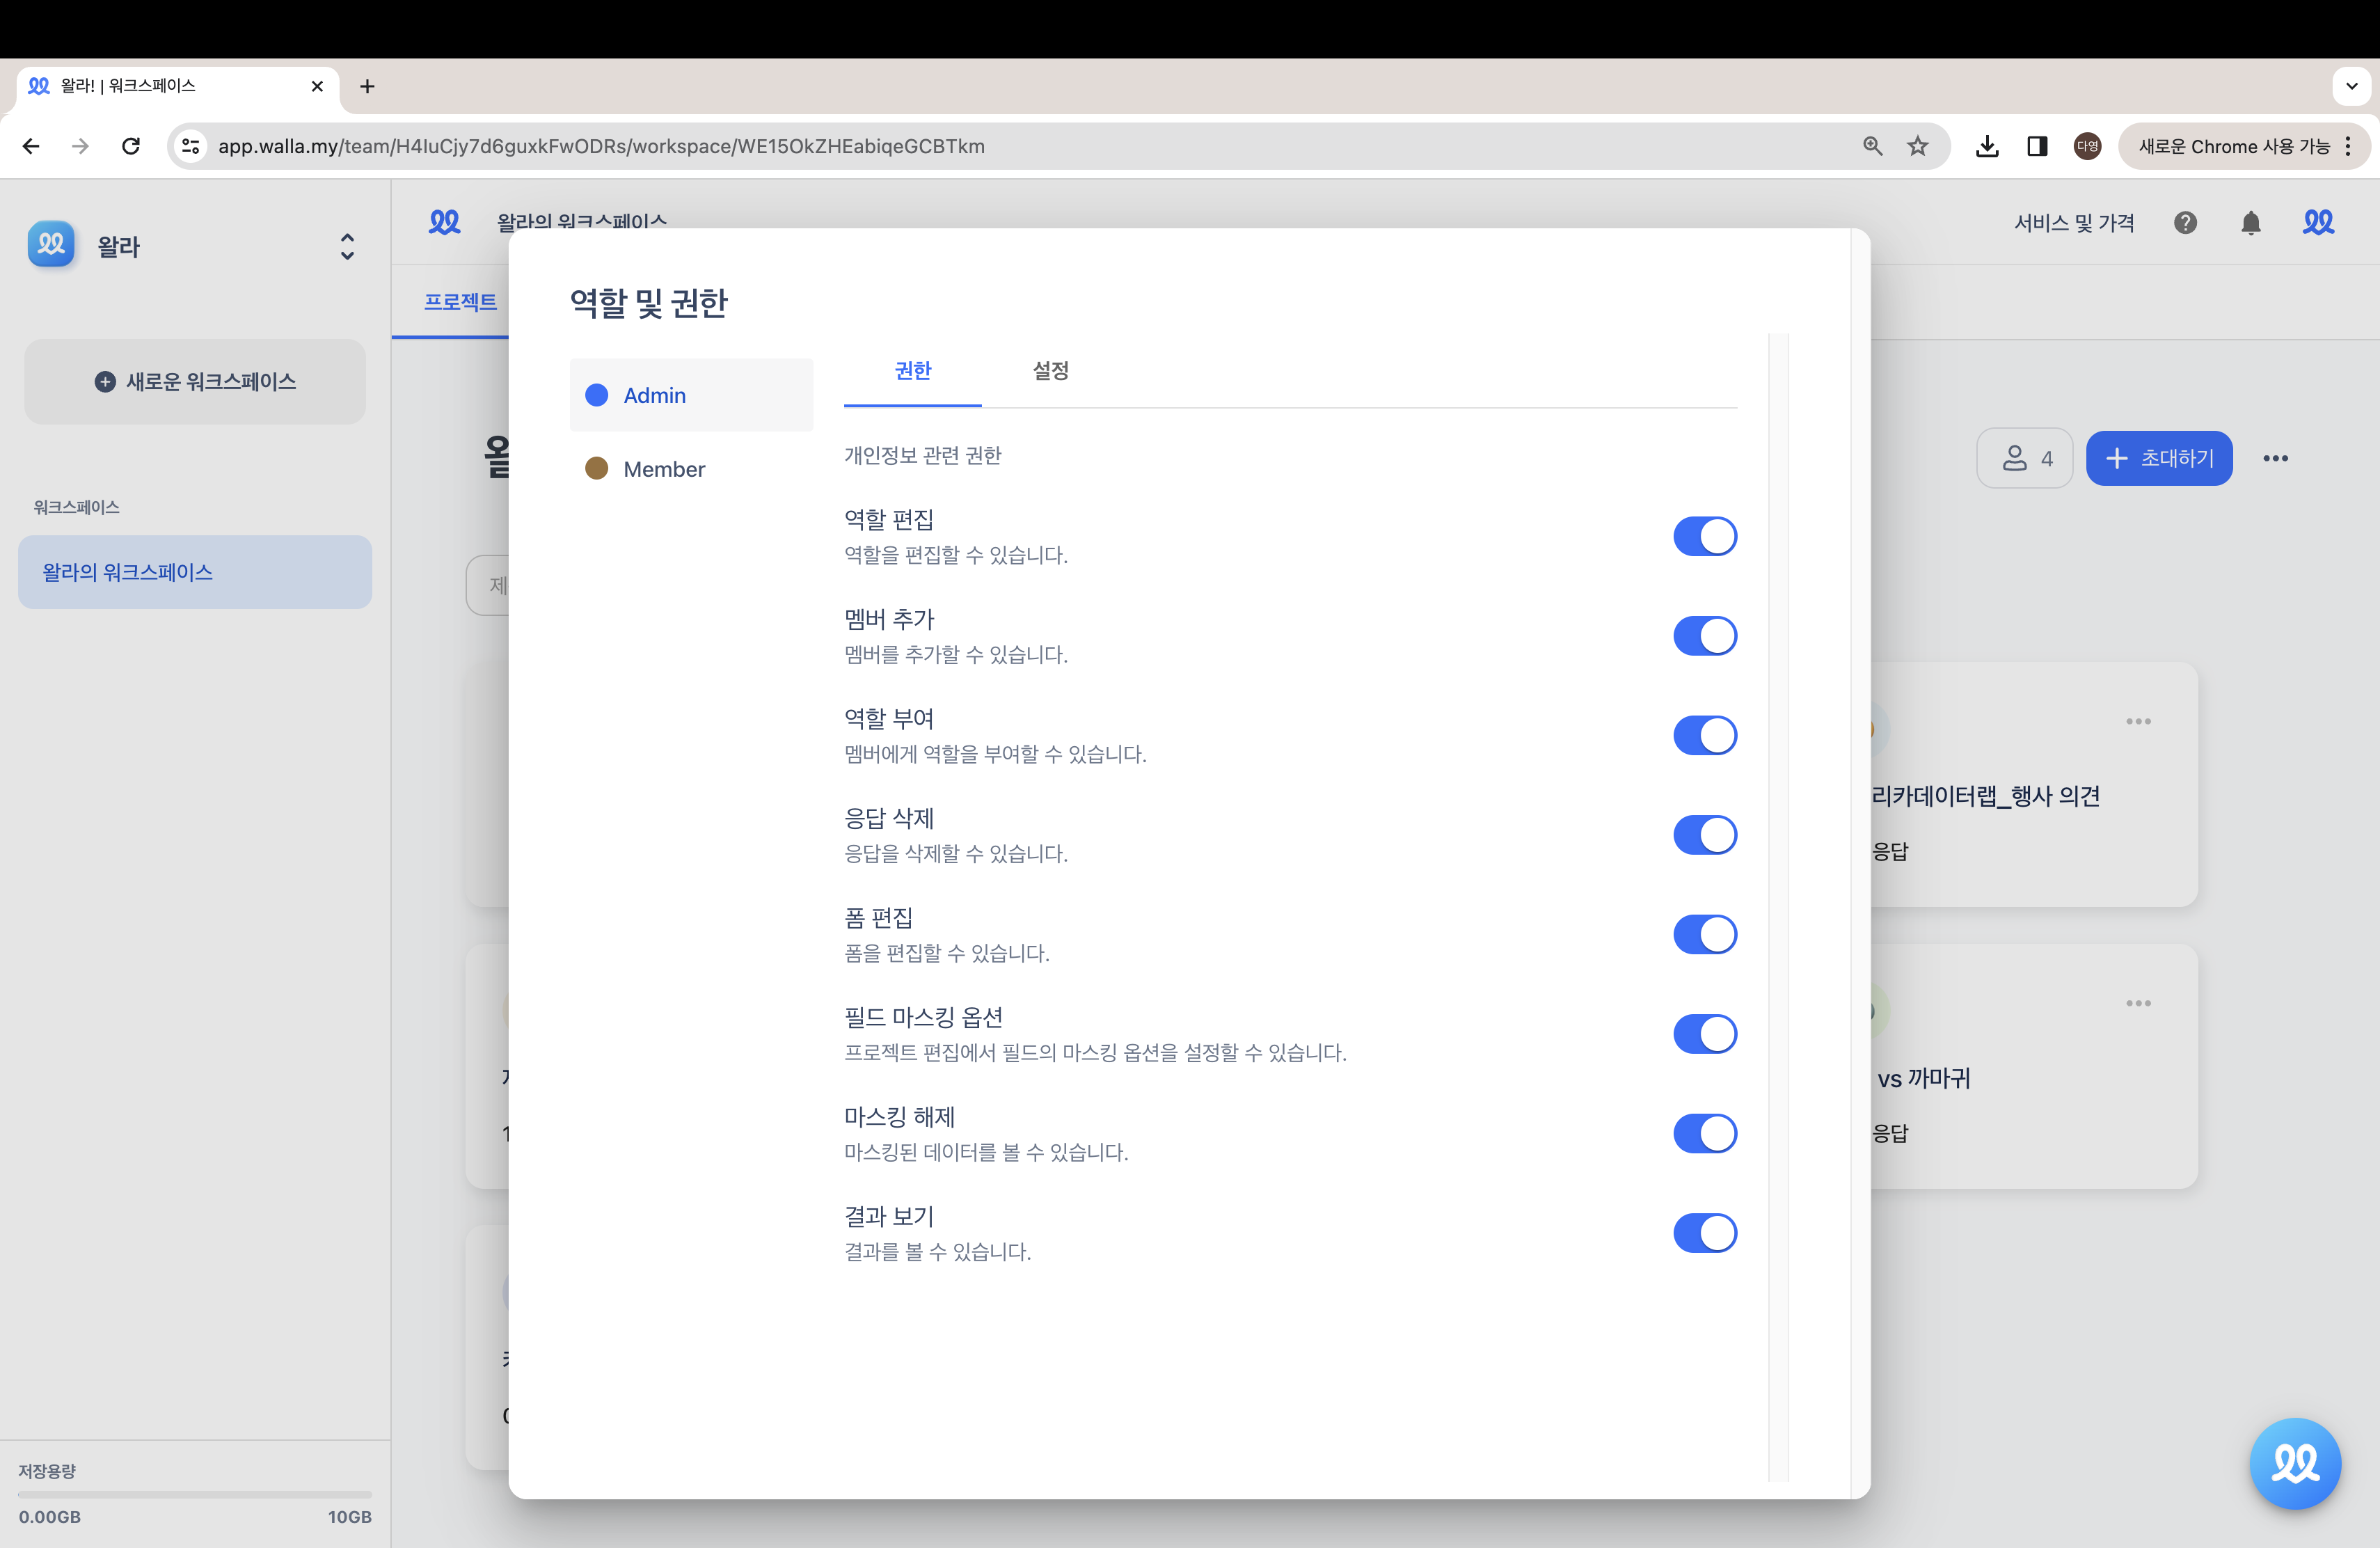 왈라! | 워크스페이스
app.walla.my/team/H4IuCjy7d6guxkFwODRs/workspace/WE15OkZHEabiqeGCBTkm
다영
새로운 Chrome 사용 가능
왈라
왈라의 워크스페이스
서비스 및 가격
프로젝트
새로운 워크스페이스
4
초대하기
워크스페이스
왈라의 워크스페이스
역할 및 권한
Admin
Member
권한
설정
개인정보 관련 권한
역할 편집
역할을 편집할 수 있습니다.
멤버 추가
멤버를 추가할 수 있습니다.
역할 부여
멤버에게 역할을 부여할 수 있습니다.
응답 삭제
응답을 삭제할 수 있습니다.
폼 편집
폼을 편집할 수 있습니다.
필드 마스킹 옵션
프로젝트 편집에서 필드의 마스킹 옵션을 설정할 수 있습니다.
마스킹 해제
마스킹된 데이터를 볼 수 있습니다.
결과 보기
결과를 볼 수 있습니다.
리카데이터랩_행사 의견
응답
vs 까마귀
응답
저장용량
0.00GB
10GB